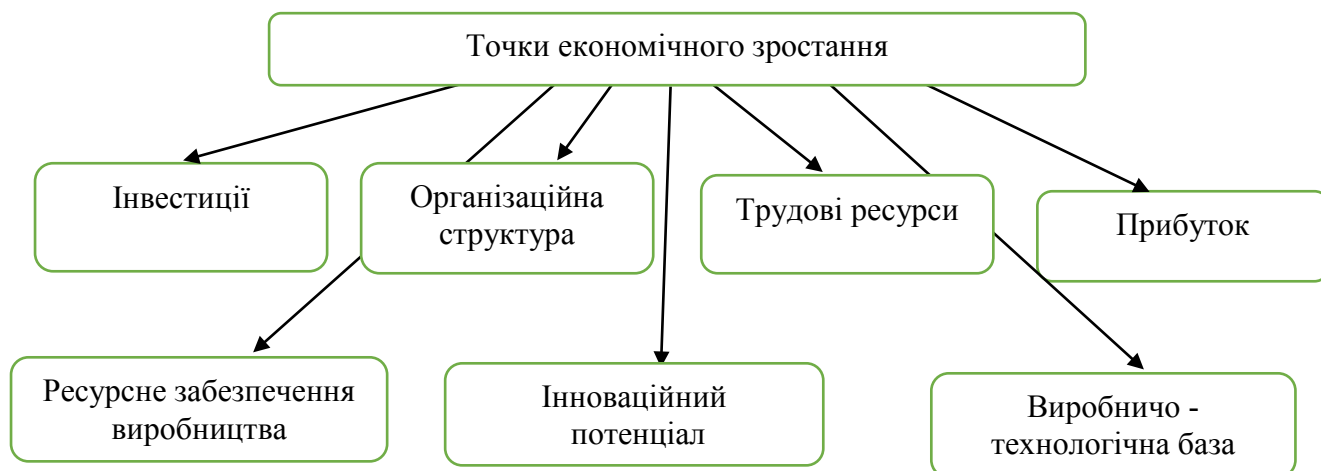 Точки економічного зростання
Інвестиції
Організаційна
структура
Трудові ресурси
Прибуток
Ресурсне забезпечення
виробництва
Інноваційний
потенціал
Виробничо -
технологічна база